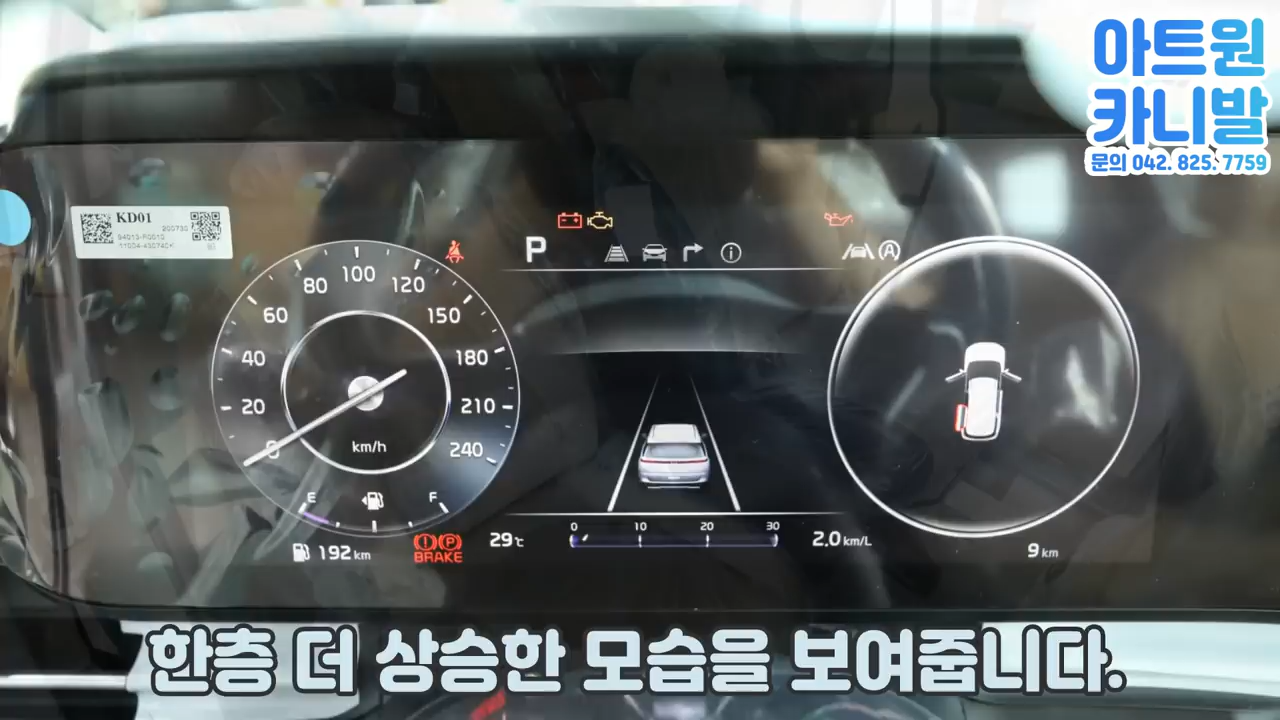 아트원
카니발
문의 042. 825. 7759
KD01
200730
P
100
80
120
60
150
40
180
20
210
0
240
km/h
E
F
192 km
BRAKE
29℃
0 10 20 30
2.0 km/L
9 km
한층 더 상승한 모습을 보여줍니다.